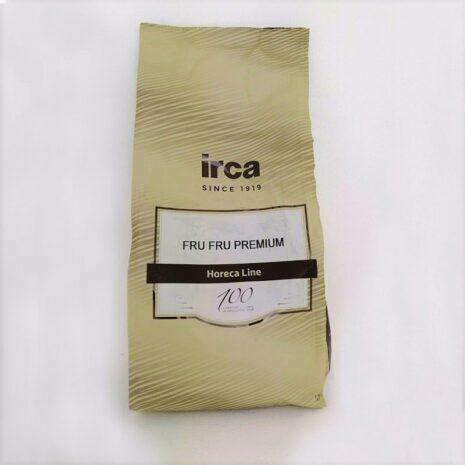 irca
SINCE 1919
FRU FRU PREMIUM
Horeca Line
100